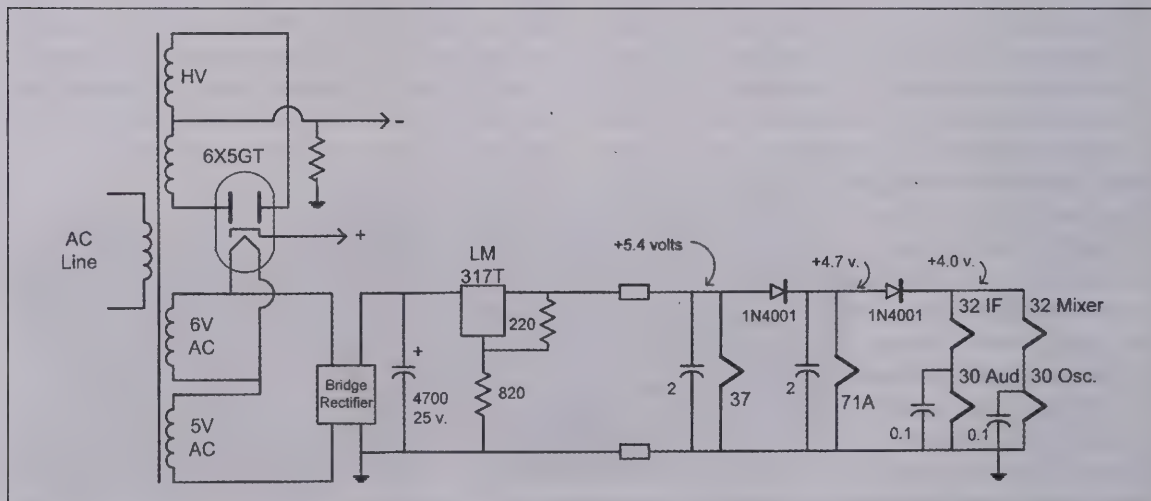 HV
-
6X5GT
+
AC
Line
6V
AC
5V
AC
Bridge
Rectifier
+
4700
25 v.
LM
317T
220
820
+5.4 volts
2
37
1N4001
+4.7 v.
2
71A
1N4001
+4.0 v.
32 IF
32 Mixer
30 Aud
30 Osc.
0.1
0.1